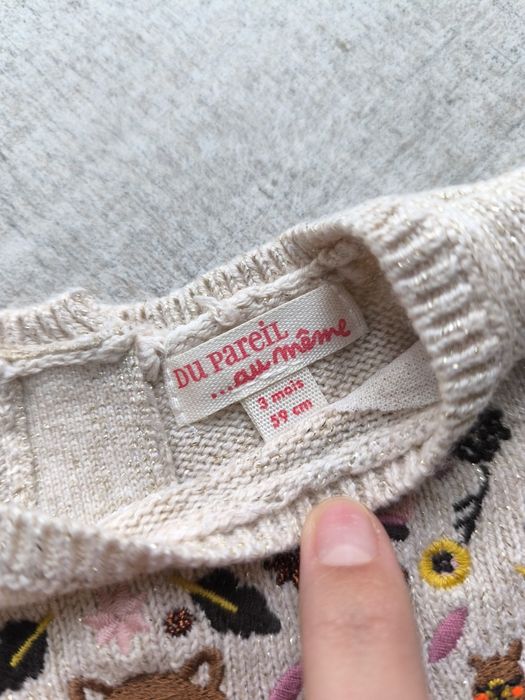 DU PAREIL
...au même
3 mois
59 cm